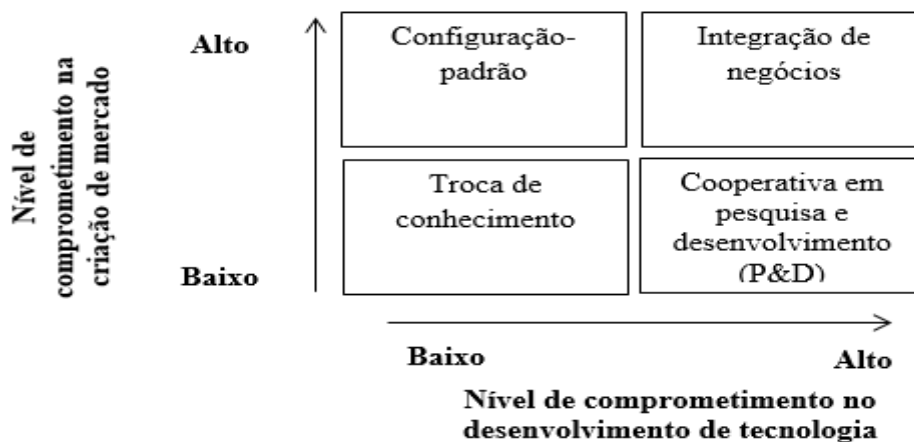 Nível de
comprometimento na
criação de mercado
Alto
Baixo
Configuração-
padrão
Integração de
negócios
Troca de
conhecimento
Cooperativa em
pesquisa e
desenvolvimento
(P&D)
Baixo
Alto
Nível de comprometimento no
desenvolvimento de tecnologia